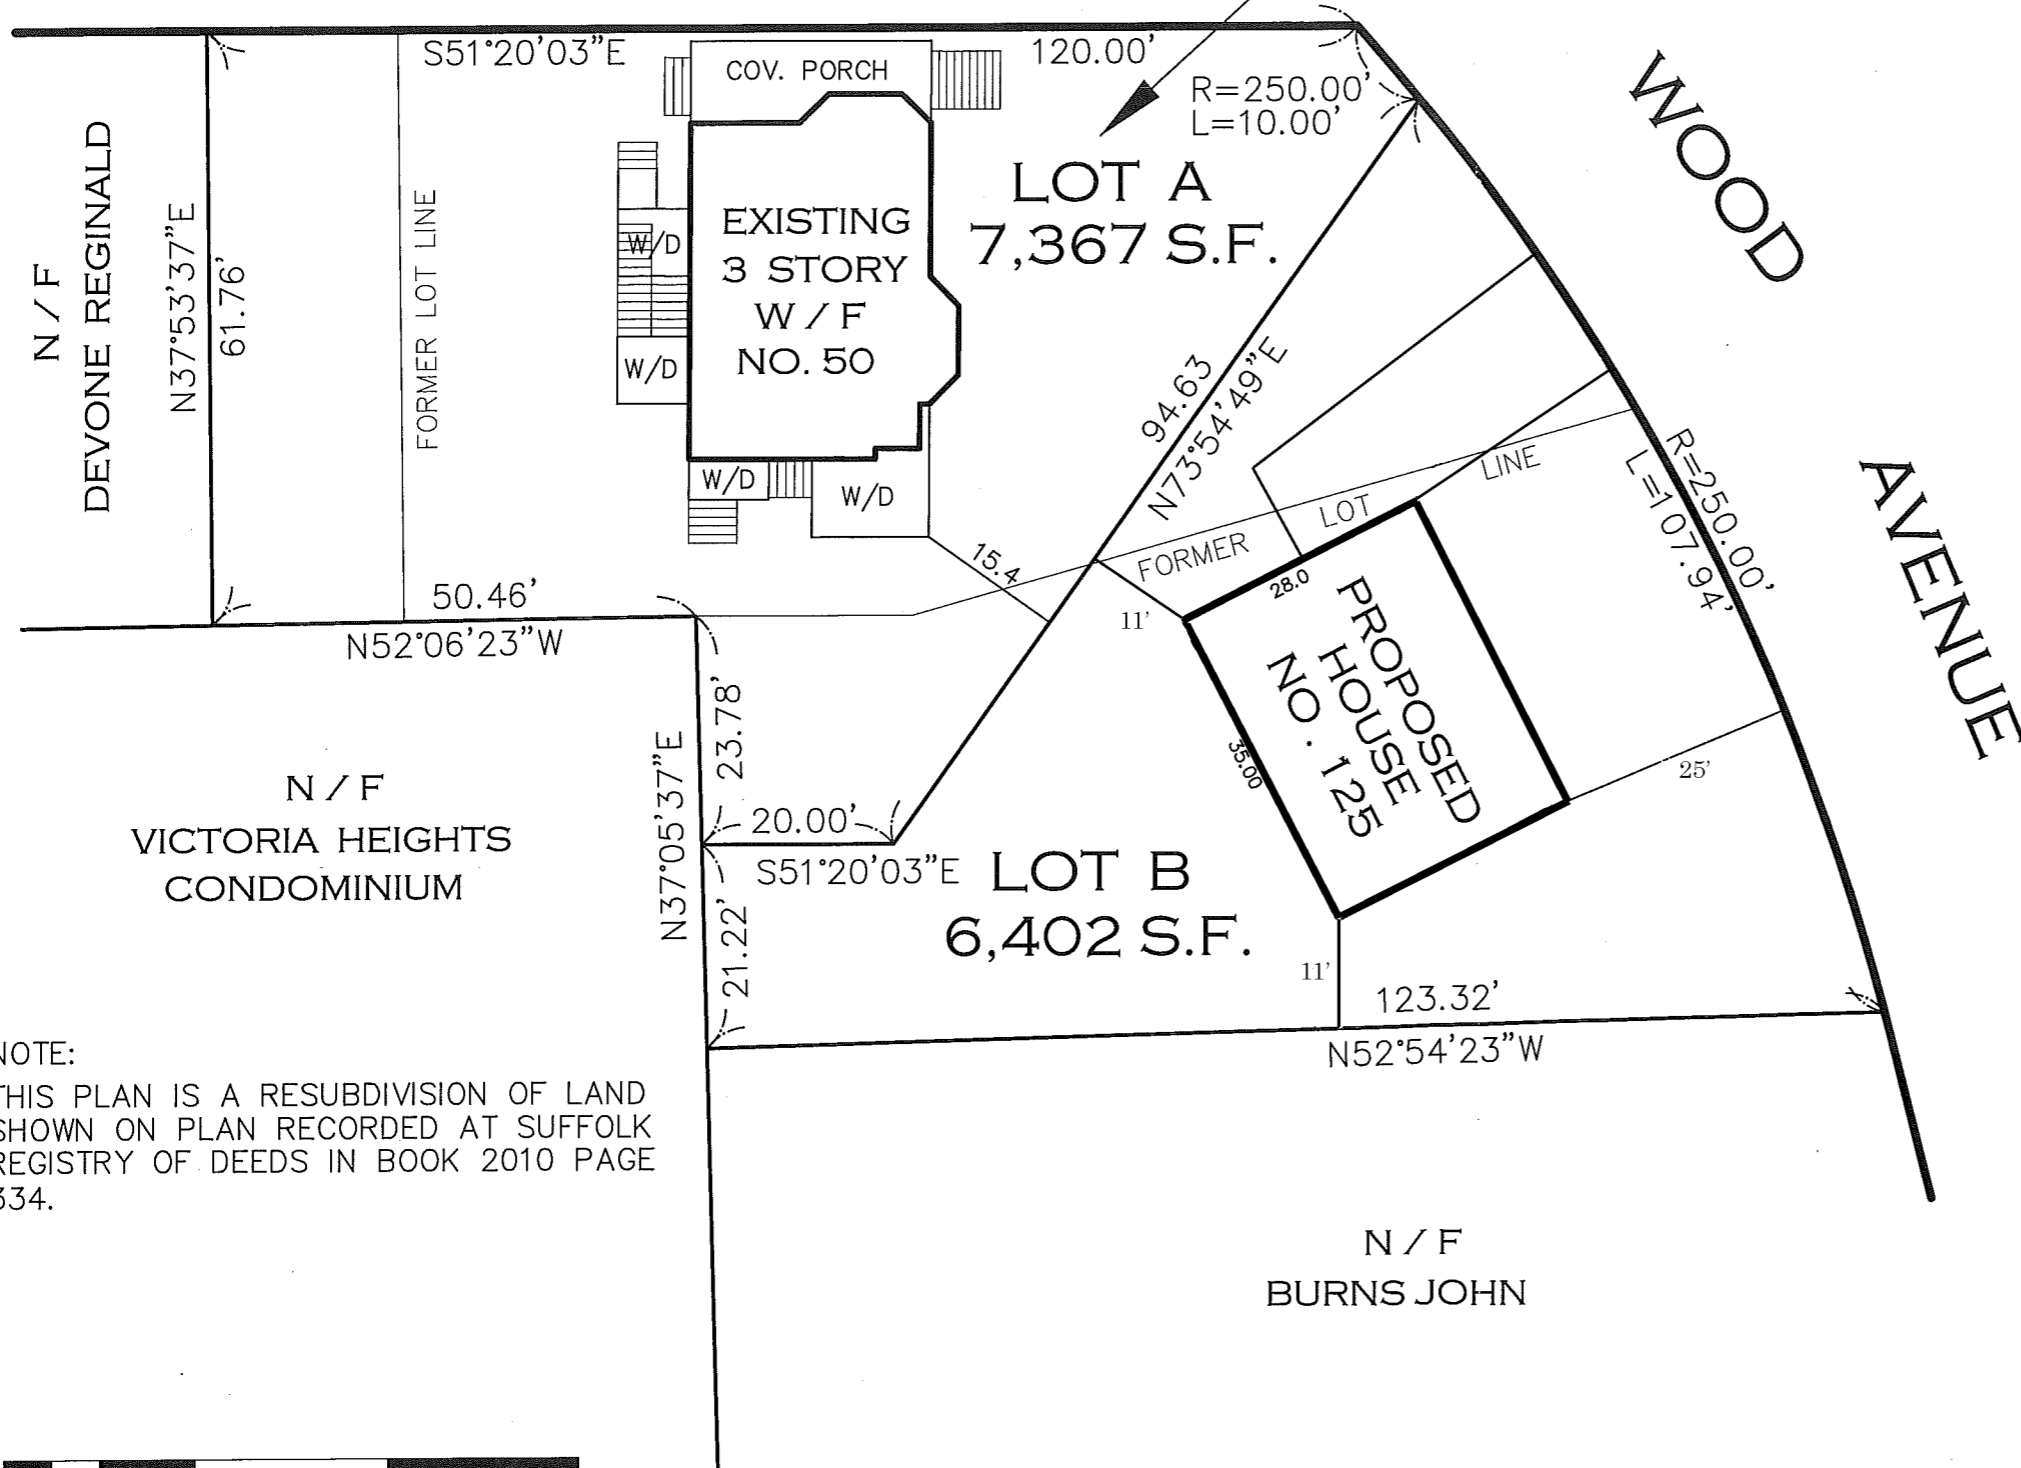 S51°20'03"E
120.00'
COV. PORCH
R=250.00'
L=10.00'
WOOD
AVENUE
N/F
DEVONE REGINALD
N37°53'37"E
61.76'
FORMER LOT LINE
W/D
W/D
EXISTING
3 STORY
W/F
NO. 50
LOT A
7,367 S.F.
94.63
N73°54'49"E
W/D
W/D
15.4
FORMER LOT LINE
R=250.00'
L=107.94'
50.46'
N52°06'23"W
11'
28.0
35.00
PROPOSED
HOUSE
NO. 125
25'
23.78'
N37°05'37"E
20.00'
S51°20'03"E
21.22'
LOT B
6,402 S.F.
11'
123.32'
N52°54'23"W
N/F
VICTORIA HEIGHTS
CONDOMINIUM
NOTE:
THIS PLAN IS A RESUBDIVISION OF LAND
SHOWN ON PLAN RECORDED AT SUFFOLK
REGISTRY OF DEEDS IN BOOK 2010 PAGE
334.
N/F
BURNS JOHN